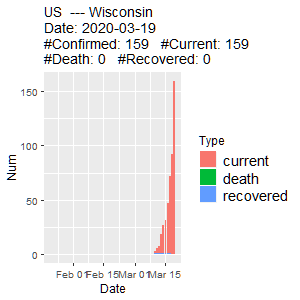 US --- Wisconsin
Date: 2020-03-19
#Confirmed: 159 #Current: 159
#Death: 0 #Recovered: 0
Num
150
100
50
0
Feb 01 Feb 15 Mar 01 Mar 15
Date
Type
current
death
recovered